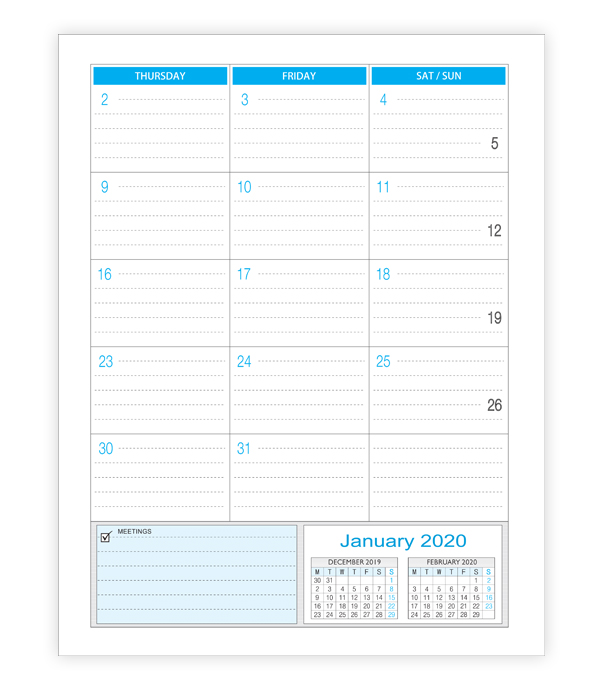 THURSDAY FRIDAY SAT / SUN
2 3 4
5
9 10 11
12
16 17 18
19
23 24 25
26
30 31
MEETINGS
January 2020
DECEMBER 2019 FEBRUARY 2020
M T W T F S S M T W T F S S
30 31 1 1 2
2 3 4 5 6 7 8 3 4 5 6 7 8 9
9 10 11 12 13 14 15 10 11 12 13 14 15 16
16 17 18 19 20 21 22 17 18 19 20 21 22 23
23 24 25 26 27 28 29 24 25 26 27 28 29